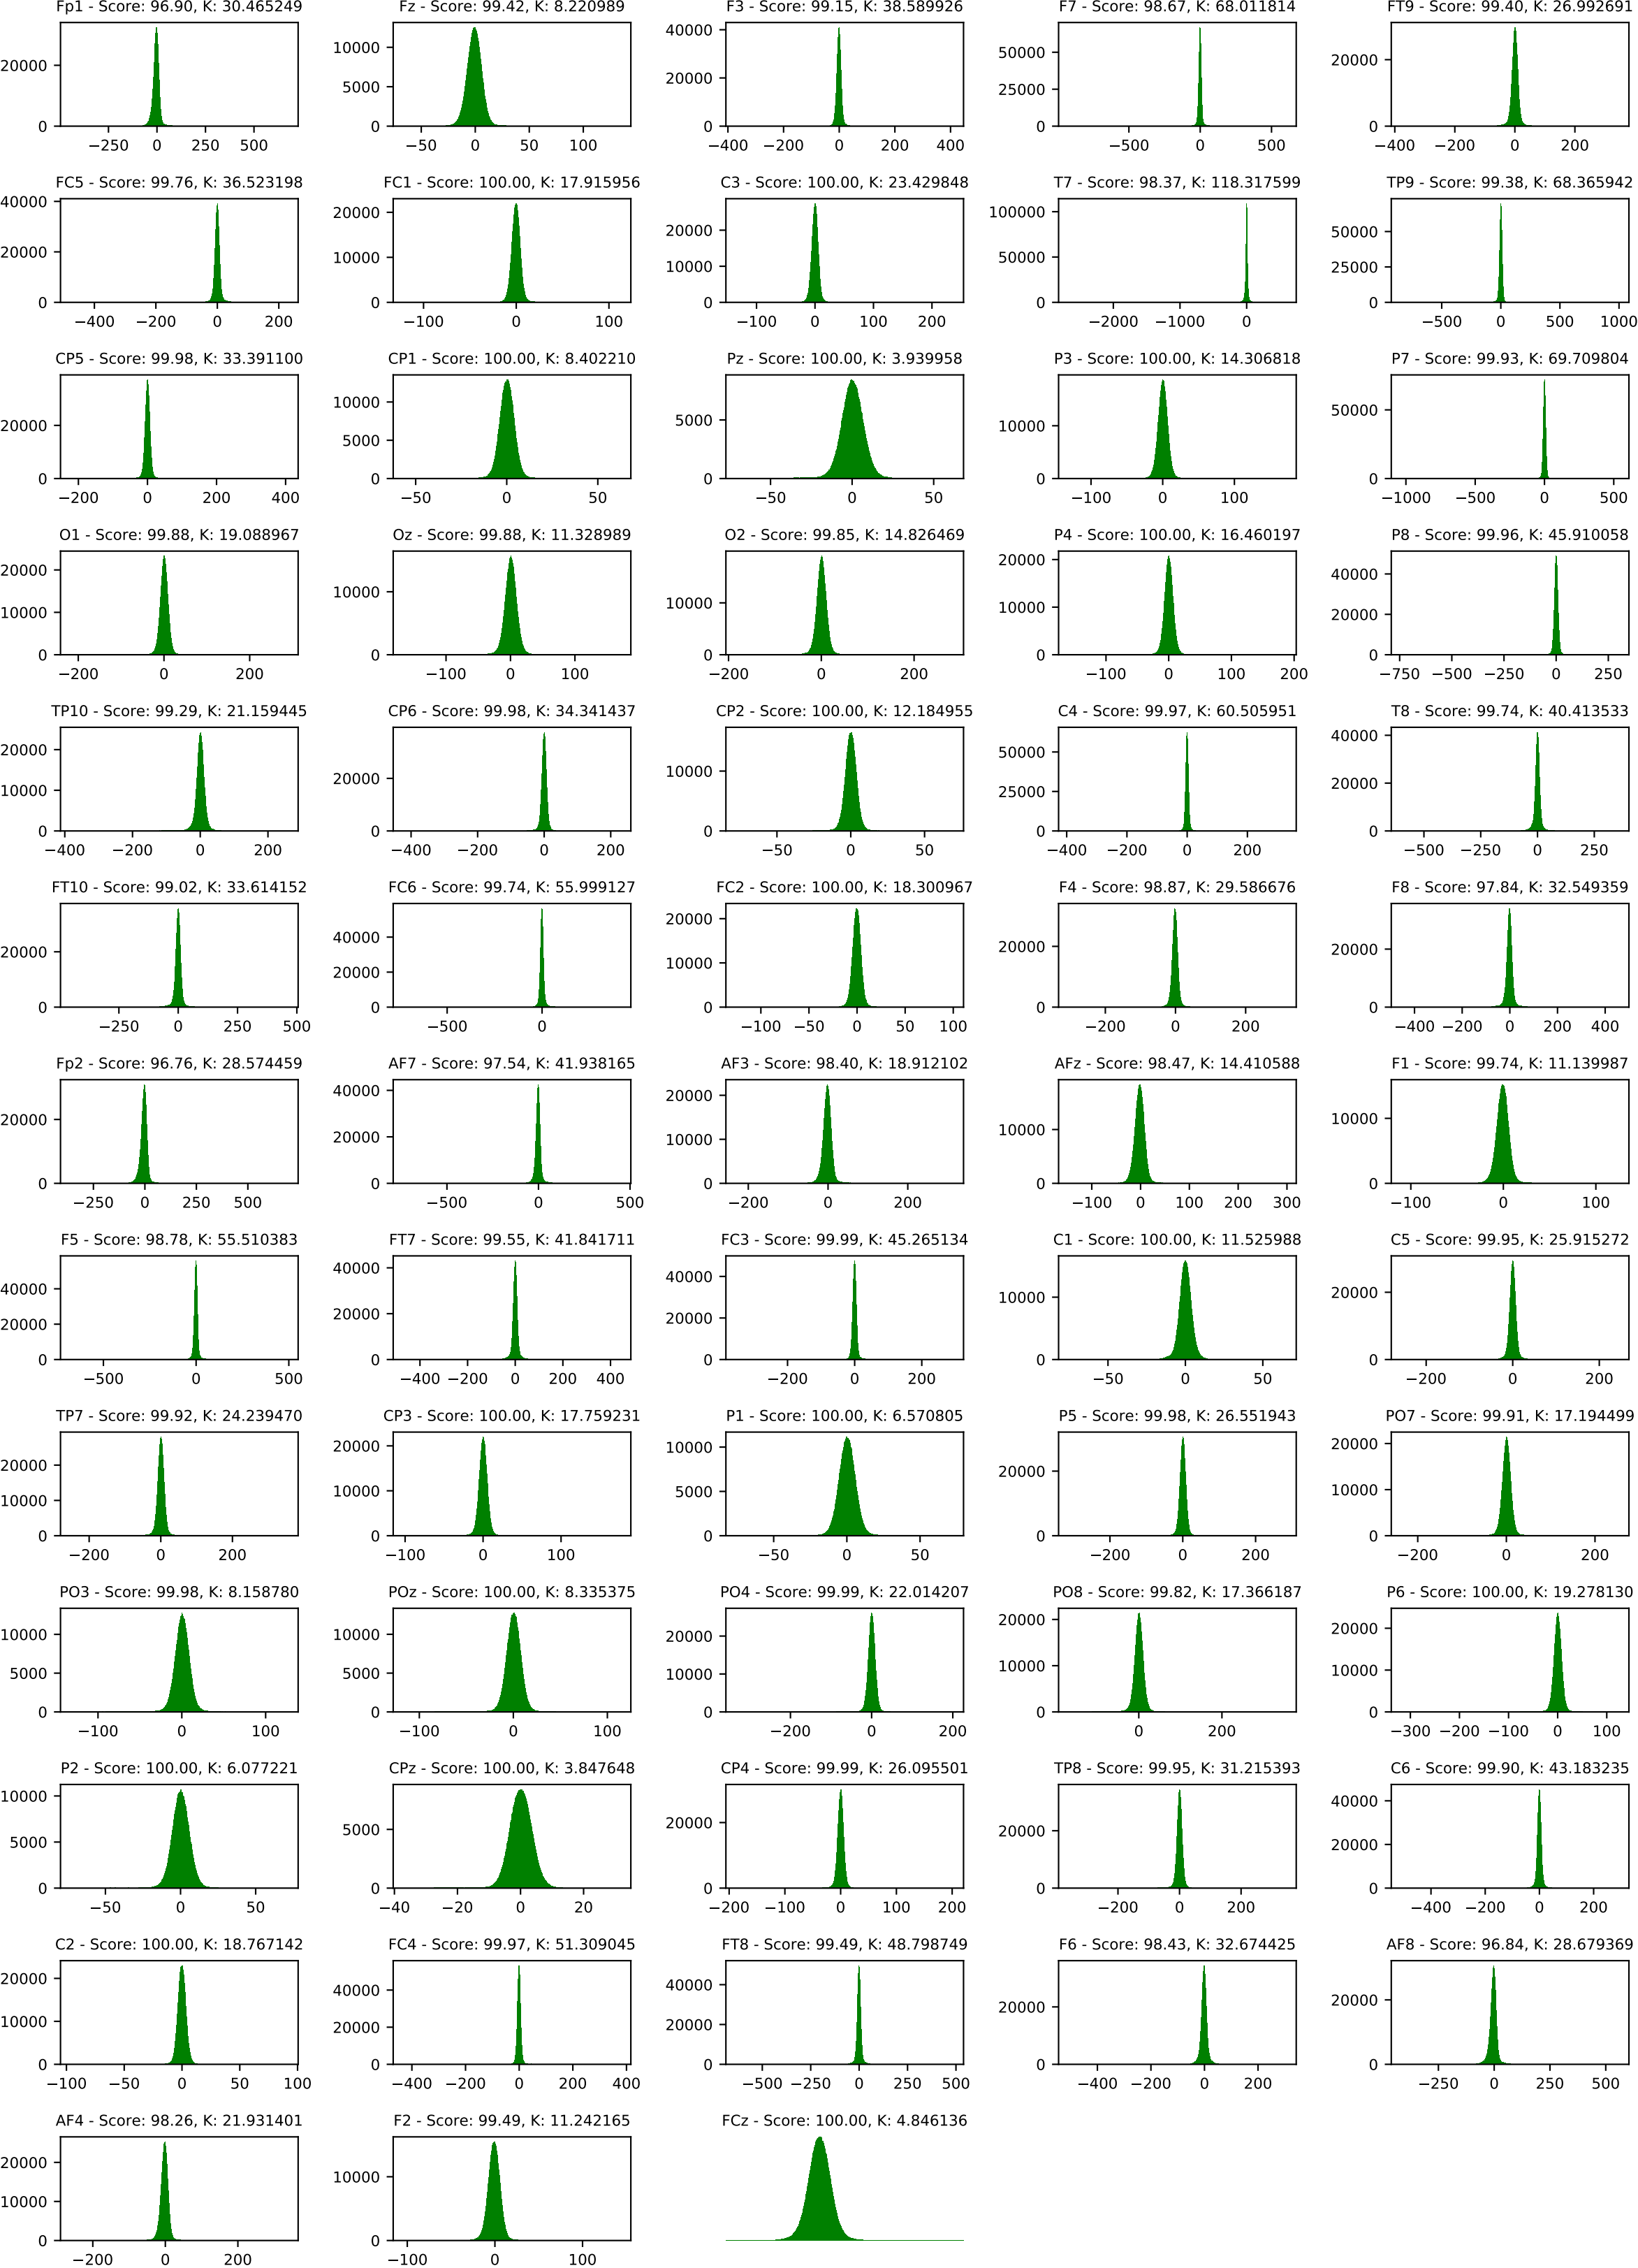 Fp1 - Score: 96.90, K: 30.465249
20000
0
−250 0 250 500
Fz - Score: 99.42, K: 8.220989
10000
5000
0
−50 0 50 100
F3 - Score: 99.15, K: 38.589926
40000
20000
0
−400 −200 0 200 400
F7 - Score: 98.67, K: 68.011814
50000
25000
0
−500 0 500
FT9 - Score: 99.40, K: 26.992691
20000
0
−400 −200 0 200
FC5 - Score: 99.76, K: 36.523198
40000
20000
0
−400 −200 0 200
FC1 - Score: 100.00, K: 17.915956
20000
10000
0
−100 0 100
C3 - Score: 100.00, K: 23.429848
20000
10000
0
−100 0 100 200
T7 - Score: 98.37, K: 118.317599
100000
50000
0
−2000 −1000 0
TP9 - Score: 99.38, K: 68.365942
50000
25000
0
−500 0 500 1000
CP5 - Score: 99.98, K: 33.391100
20000
0
−200 0 200 400
CP1 - Score: 100.00, K: 8.402210
10000
5000
0
−50 0 50
Pz - Score: 100.00, K: 3.939958
5000
0
−50 0 50
P3 - Score: 100.00, K: 14.306818
10000
0
−100 0 100
P7 - Score: 99.93, K: 69.709804
50000
0
−1000 −500 0 500
O1 - Score: 99.88, K: 19.088967
20000
10000
0
−200 0 200
Oz - Score: 99.88, K: 11.328989
10000
0
−100 0 100
O2 - Score: 99.85, K: 14.826469
10000
0
−200 0 200
P4 - Score: 100.00, K: 16.460197
20000
10000
0
−100 0 100 200
P8 - Score: 99.96, K: 45.910058
40000
20000
0
−750 −500 −250 0 250
TP10 - Score: 99.29, K: 21.159445
20000
10000
0
−400 −200 0 200
CP6 - Score: 99.98, K: 34.341437
20000
0
−400 −200 0 200
CP2 - Score: 100.00, K: 12.184955
10000
0
−50 0 50
C4 - Score: 99.97, K: 60.505951
50000
25000
0
−400 −200 0 200
T8 - Score: 99.74, K: 40.413533
40000
20000
0
−500 −250 0 250
FT10 - Score: 99.02, K: 33.614152
20000
0
−250 0 250 500
FC6 - Score: 99.74, K: 55.999127
40000
20000
0
−500 0
FC2 - Score: 100.00, K: 18.300967
20000
10000
0
−100 −50 0 50 100
F4 - Score: 98.87, K: 29.586676
20000
0
−200 0 200
F8 - Score: 97.84, K: 32.549359
20000
0
−400 −200 0 200 400
Fp2 - Score: 96.76, K: 28.574459
20000
0
−250 0 250 500
AF7 - Score: 97.54, K: 41.938165
40000
20000
0
−500 0 500
AF3 - Score: 98.40, K: 18.912102
20000
10000
0
−200 0 200
AFz - Score: 98.47, K: 14.410588
10000
0
−100 0 100 200 300
F1 - Score: 99.74, K: 11.139987
10000
0
−100 0 100
F5 - Score: 98.78, K: 55.510383
40000
20000
0
−500 0 500
FT7 - Score: 99.55, K: 41.841711
40000
20000
0
−400 −200 0 200 400
FC3 - Score: 99.99, K: 45.265134
40000
20000
0
−200 0 200
C1 - Score: 100.00, K: 11.525988
10000
0
−50 0 50
C5 - Score: 99.95, K: 25.915272
20000
0
−200 0 200
TP7 - Score: 99.92, K: 24.239470
20000
10000
0
−200 0 200
CP3 - Score: 100.00, K: 17.759231
20000
10000
0
−100 0 100
P1 - Score: 100.00, K: 6.570805
10000
5000
0
−50 0 50
P5 - Score: 99.98, K: 26.551943
20000
0
−200 0 200
PO7 - Score: 99.91, K: 17.194499
20000
10000
0
−200 0 200
PO3 - Score: 99.98, K: 8.158780
10000
5000
0
−100 0 100
POz - Score: 100.00, K: 8.335375
10000
5000
0
−100 0 100
PO4 - Score: 99.99, K: 22.014207
20000
10000
0
−200 0 200
PO8 - Score: 99.82, K: 17.366187
20000
10000
0
0 200
P6 - Score: 100.00, K: 19.278130
20000
10000
0
−300 −200 −100 0 100
P2 - Score: 100.00, K: 6.077221
10000
5000
0
−50 0 50
CPz - Score: 100.00, K: 3.847648
5000
0
−40 −20 0 20
CP4 - Score: 99.99, K: 26.095501
20000
0
−200 −100 0 100 200
TP8 - Score: 99.95, K: 31.215393
20000
0
−200 0 200
C6 - Score: 99.90, K: 43.183235
40000
20000
0
−400 −200 0 200
C2 - Score: 100.00, K: 18.767142
20000
10000
0
−100 −50 0 50 100
FC4 - Score: 99.97, K: 51.309045
40000
20000
0
−400 −200 0 200 400
FT8 - Score: 99.49, K: 48.798749
40000
20000
0
−500 −250 0 250 500
F6 - Score: 98.43, K: 32.674425
20000
0
−400 −200 0 200
AF8 - Score: 96.84, K: 28.679369
20000
0
−250 0 250 500
AF4 - Score: 98.26, K: 21.931401
20000
10000
0
−200 0 200
F2 - Score: 99.49, K: 11.242165
10000
0
−100 0 100
FCz - Score: 100.00, K: 4.846136